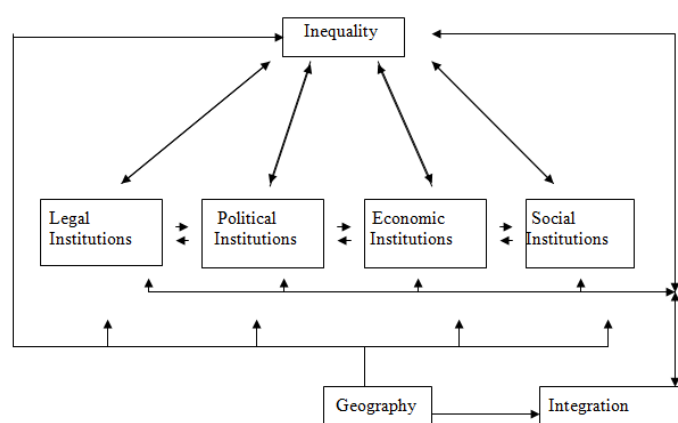 Inequality
Legal
Institutions
Political
Institutions
Economic
Institutions
Social
Institutions
Geography
Integration